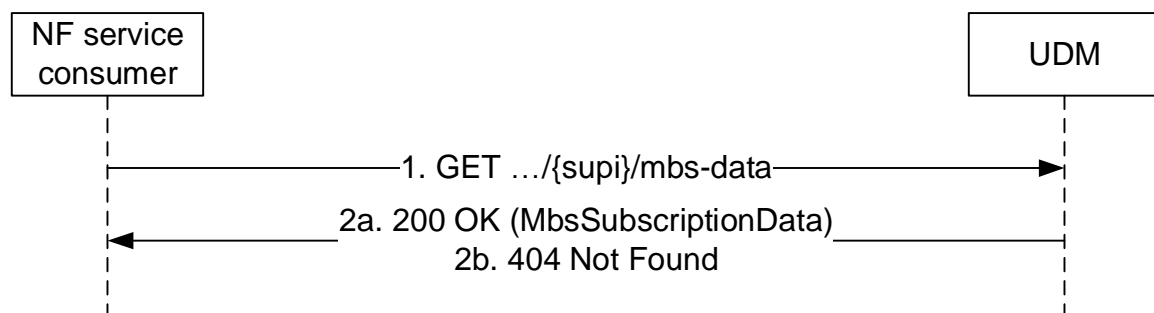 NF service
consumer
UDM
1. GET …/{supi}/mbs-data
2a. 200 OK (MbsSubscriptionData)
2b. 404 Not Found